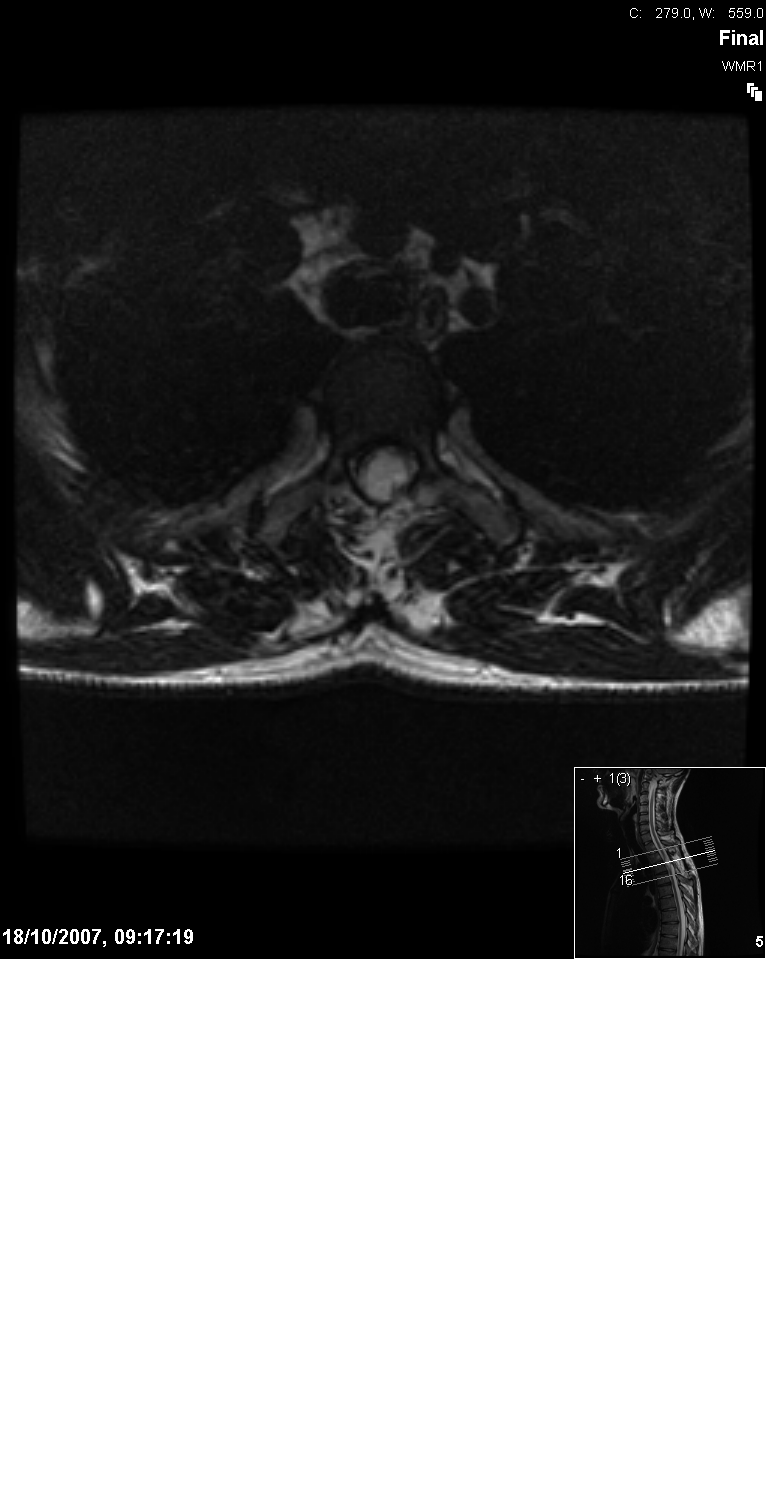 C: 279.0, W: 559.0
Final
WMR1
- + 1(3)
1
16
5
18/10/2007, 09:17:19